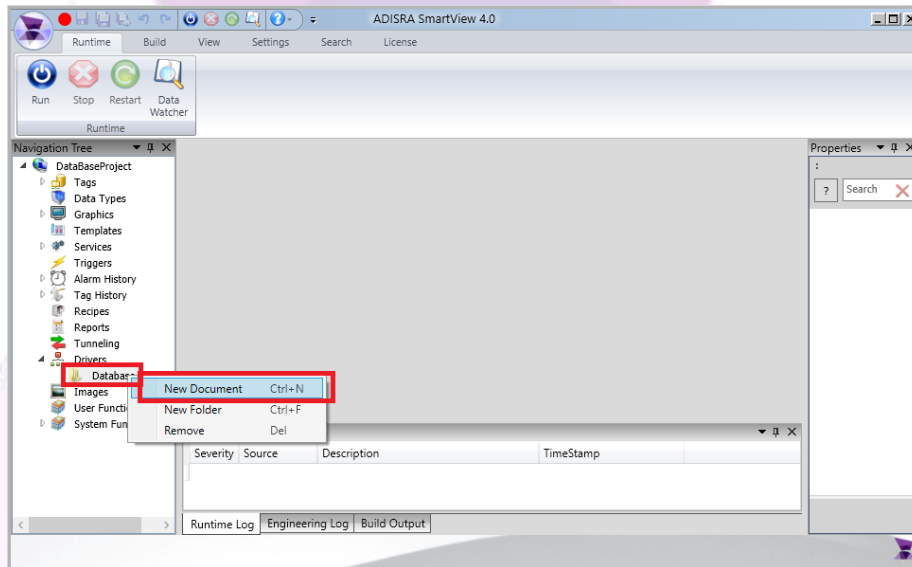 ADISRA SmartView 4.0
Runtime Build View Settings Search License
Run Stop Restart Data Watcher
Runtime
Navigation Tree
Properties
:
? Search
DataBaseProject
Tags
Data Types
Graphics
Templates
Services
Triggers
Alarm History
Tag History
Recipes
Reports
Tunneling
Drivers
Database
Images
User Functi
System Fun
New Document Ctrl+N
New Folder Ctrl+F
Remove Del
Severity Source Description TimeStamp
Runtime Log Engineering Log Build Output